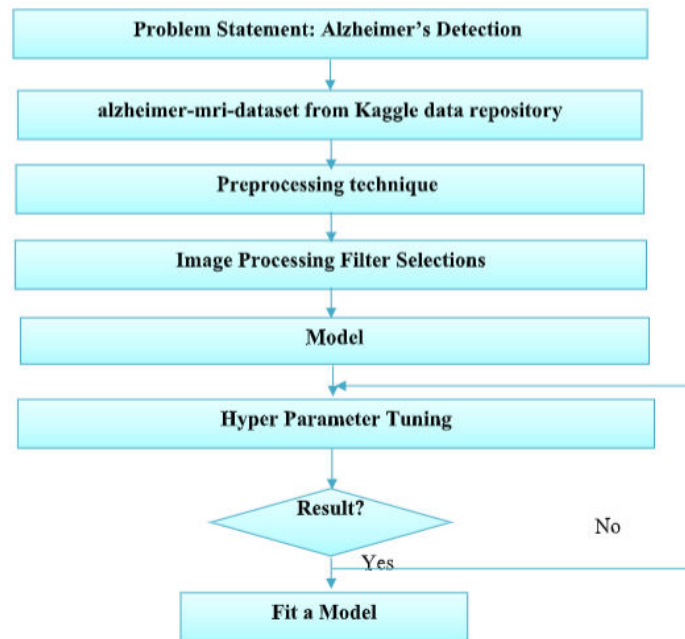 Problem Statement: Alzheimer's Detection
alzheimer-mri-dataset from Kaggle data repository
Preprocessing technique
Image Processing Filter Selections
Model
Hyper Parameter Tuning
Result?
No
Yes
Fit a Model